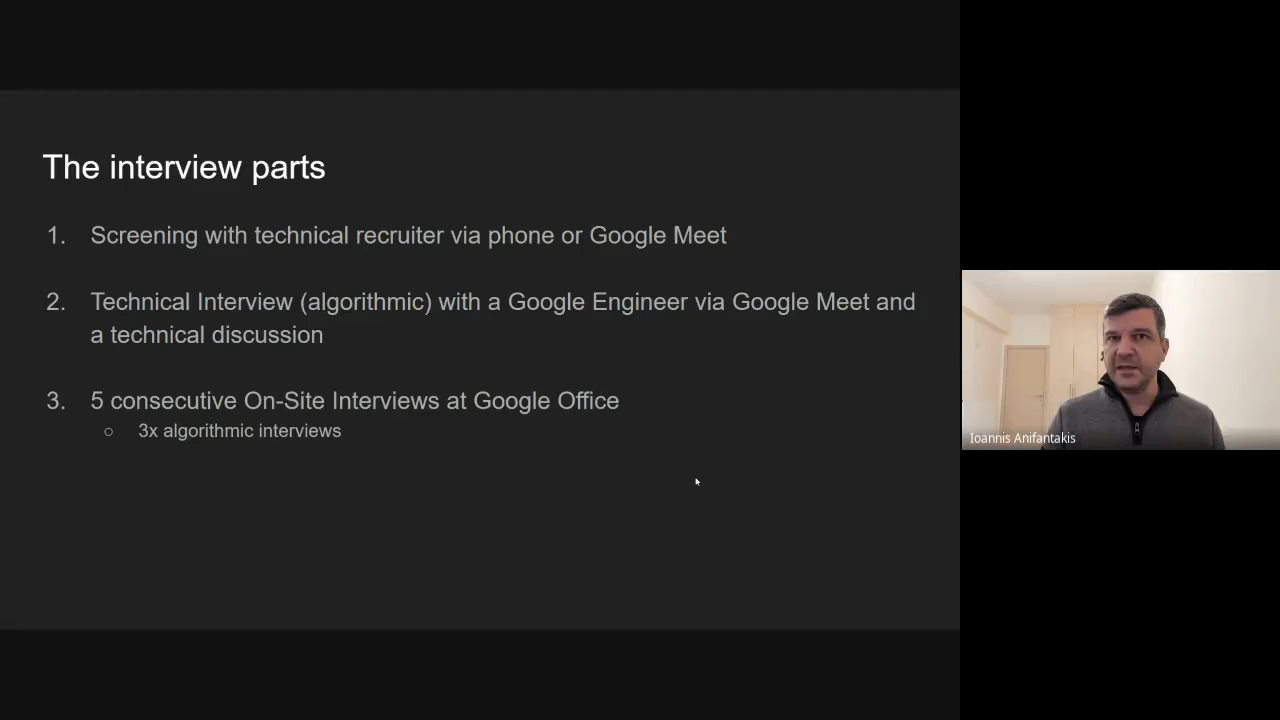 The interview parts
1. Screening with technical recruiter via phone or Google Meet
2. Technical Interview (algorithmic) with a Google Engineer via Google Meet and
a technical discussion
3. 5 consecutive On-Site Interviews at Google Office
○ 3x algorithmic interviews
Ioannis Anifantakis